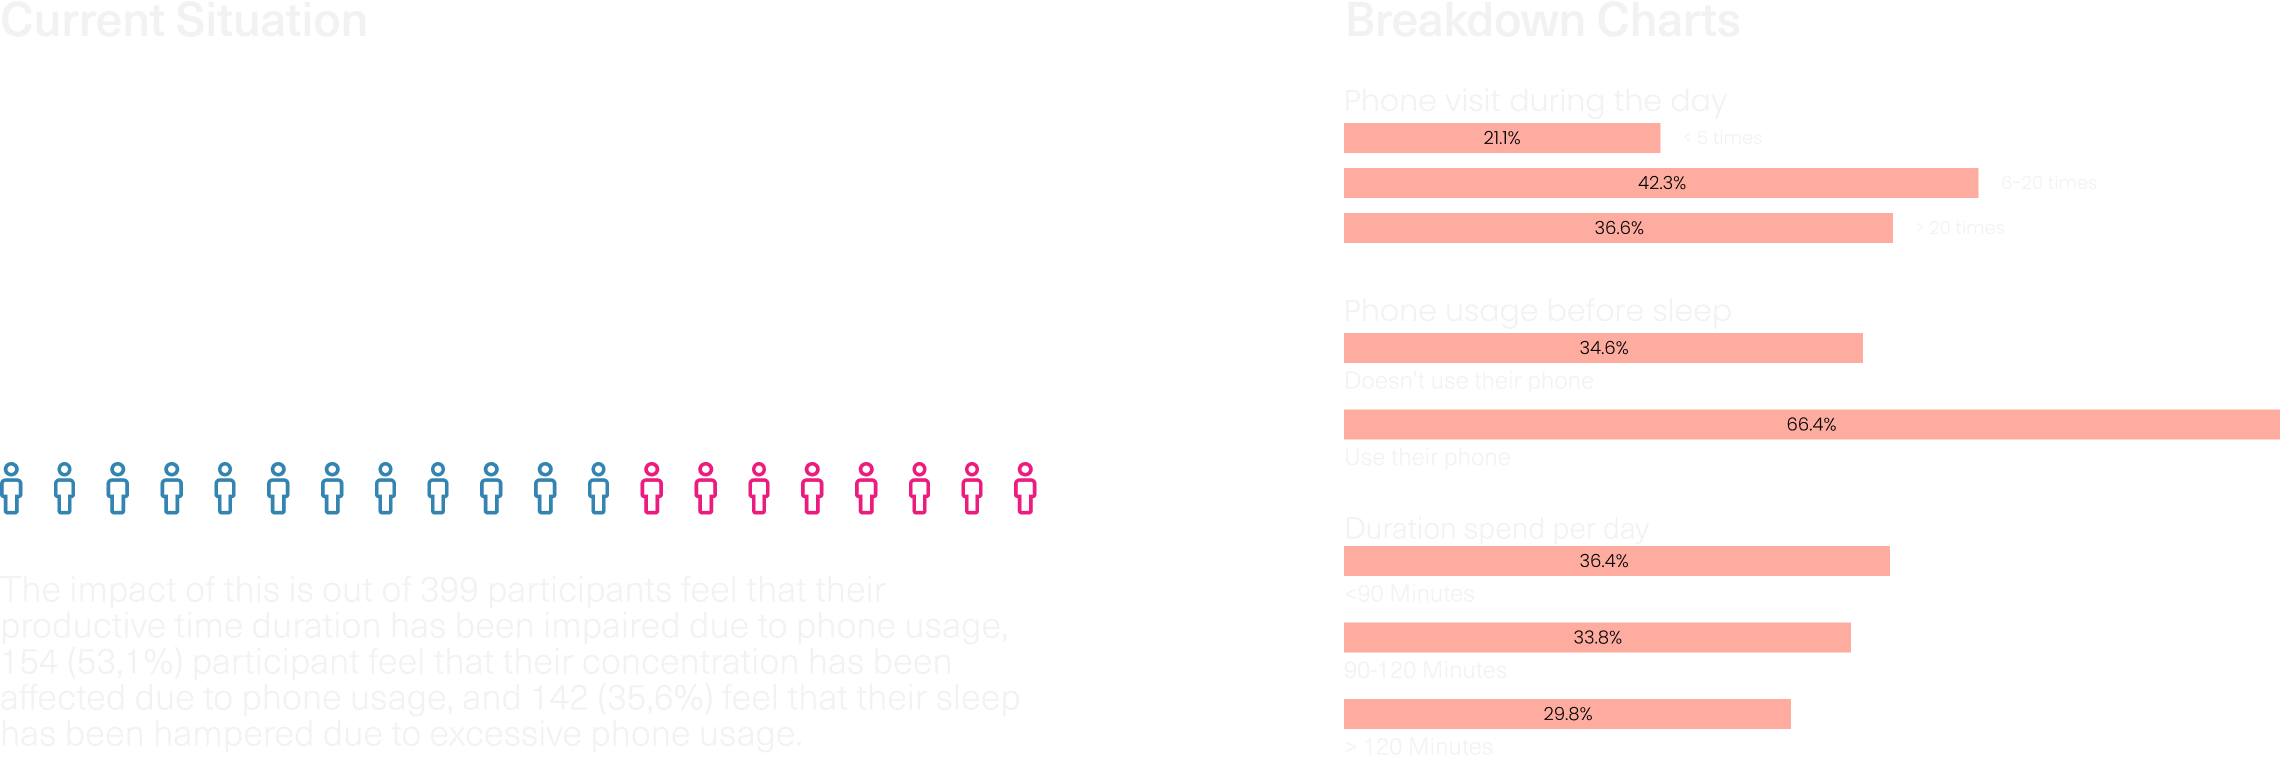 Current Situation
The impact of this is out of 399 participants feel that their
productive time duration has been impaired due to phone usage,
154 (53,1%) participant feel that their concentration has been
affected due to phone usage, and 142 (35,6%) feel that their sleep
has been hampered due to excessive phone usage.
Breakdown Charts
Phone visit during the day
21.1% < 5 times
42.3% 6-20 times
36.6% > 20 times
Phone usage before sleep
34.6%
Doesn't use their phone
66.4%
Use their phone
Duration spend per day
36.4%
<90 Minutes
33.8%
90-120 Minutes
29.8%
> 120 Minutes